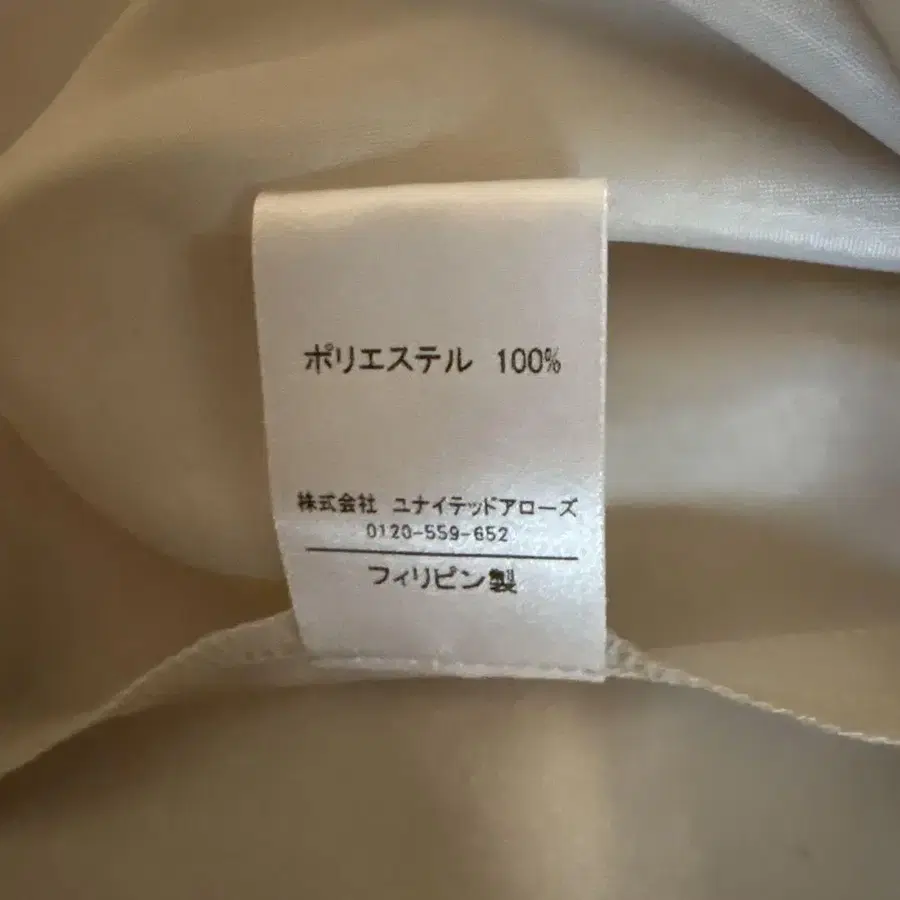 ポリエステル 100%
株式会社 ユナイテッドアローズ
0120-559-652
フィリピン製